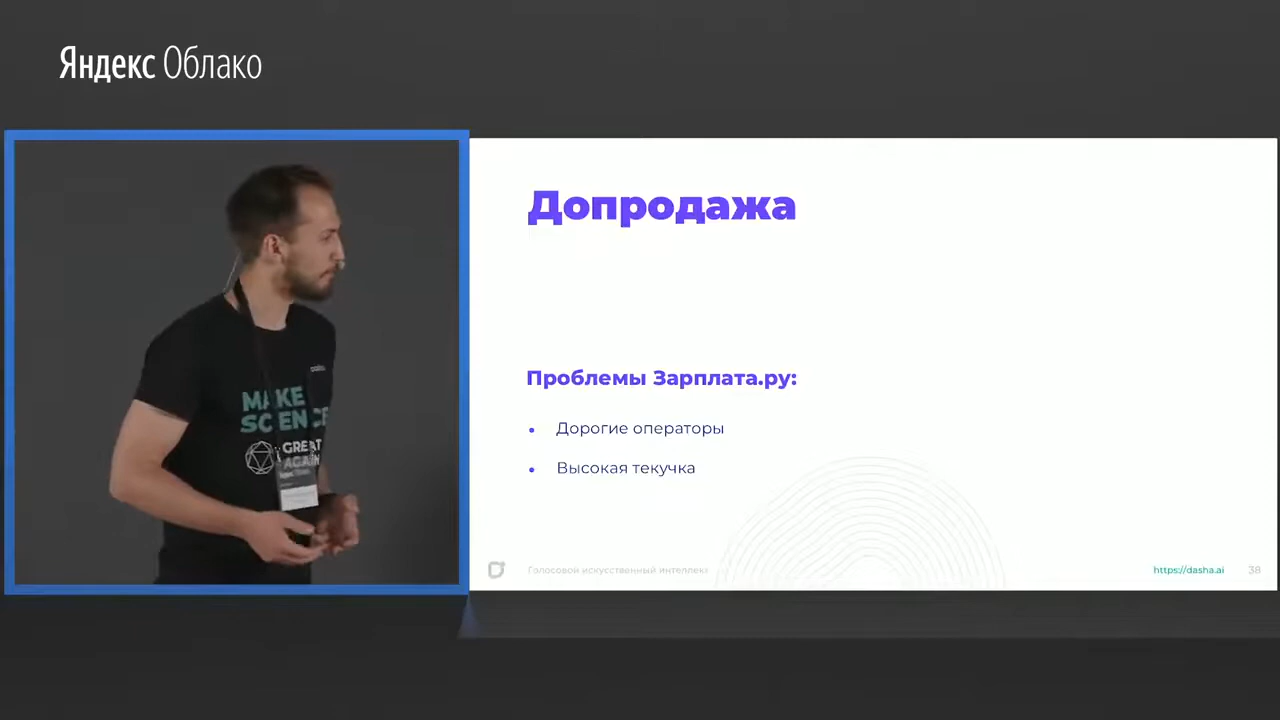 Яндекс Облако
Допродажа
Проблемы Зарплата.ру:
• Дорогие операторы
• Высокая текучка
Голосовой искусственный интеллект
https://dasha.ai
38
MAKE
SCIENCE
GREAT
AGAIN